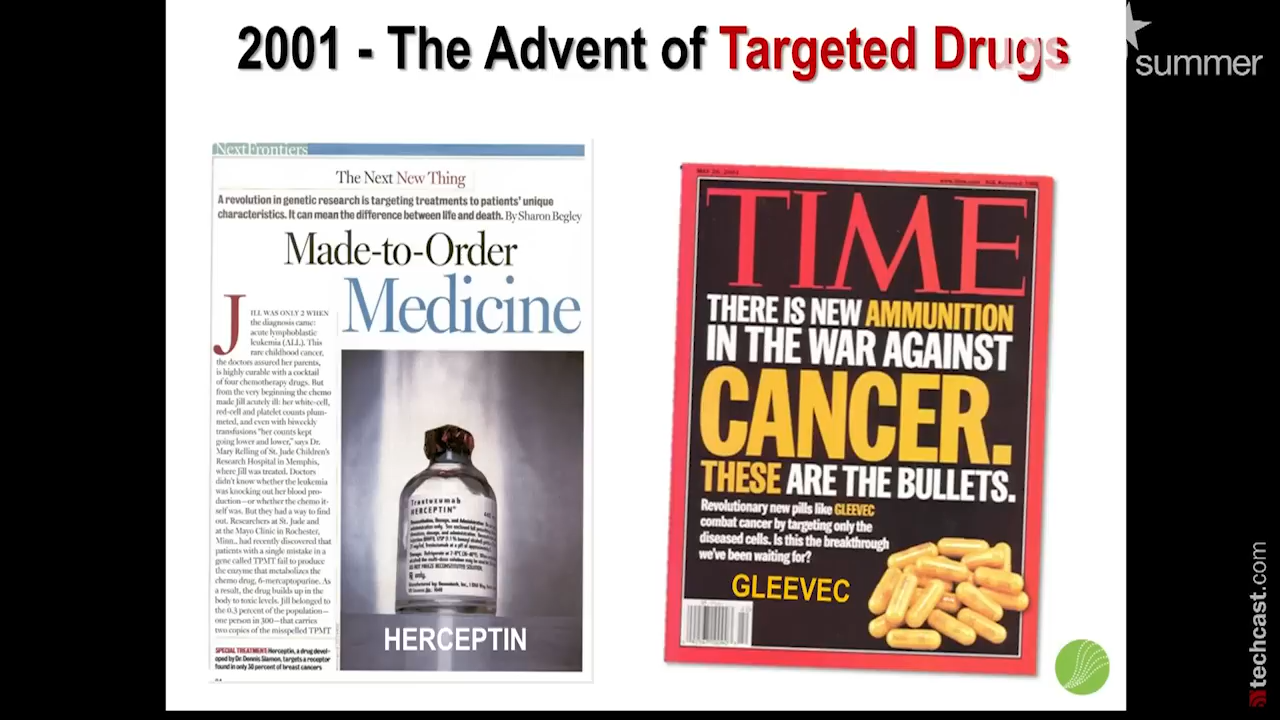 2001 - The Advent of Targeted Drugs
summer
NextFrontiers
The Next New Thing
A revolution in genetic research is targeting treatments to patients' unique
characteristics. It can mean the difference between life and death. By Sharon Begley
Made-to-Order
Medicine
JILL WAS ONLY 2 WHEN
the diagnosis came:
acute lymphoblastic
leukemia (ALL). This
rare childhood cancer,
the doctors assured her parents,
is highly curable with a cocktail
of four chemotherapy drugs. But
from the very beginning the chemo
made Jill acutely ill: her white-cell,
red-cell and platelet counts plum-
meted, and even with biweekly
transfusions "her counts kept
going lower and lower," says Dr.
Mary Relling of St. Jude Children's
Research Hospital in Memphis,
where Jill was treated. Doctors
didn't know whether the leukemia
was knocking out her blood pro-
duction—or whether the chemo it-
self was. But they had a way to find
out. Researchers at St. Jude and
at the Mayo Clinic in Rochester,
Minn., had recently discovered that
patients with a single mistake in a
gene called TPMT fail to produce
the enzyme that metabolizes the
chemo drug, 6-mercaptopurine. As
a result, the drug builds up in the
body to toxic levels. Jill belonged to
the 0.3 percent of the population—
one person in 300—that carries
two copies of the misspelled TPMT
SPECIAL TREATMENT: Herceptin, a drug devel-
oped by Dr. Dennis Slamon, targets a receptor
found in only 30 percent of breast cancers
Trastuzumab
HERCEPTIN
only.
HERCEPTIN
www.time.com
TIME
THERE IS NEW AMMUNITION
IN THE WAR AGAINST
CANCER.
THESE ARE THE BULLETS.
Revolutionary new pills like GLEEVEC
combat cancer by targeting only the
diseased cells. Is this the breakthrough
we've been waiting for?
GLEEVEC
techcast.com